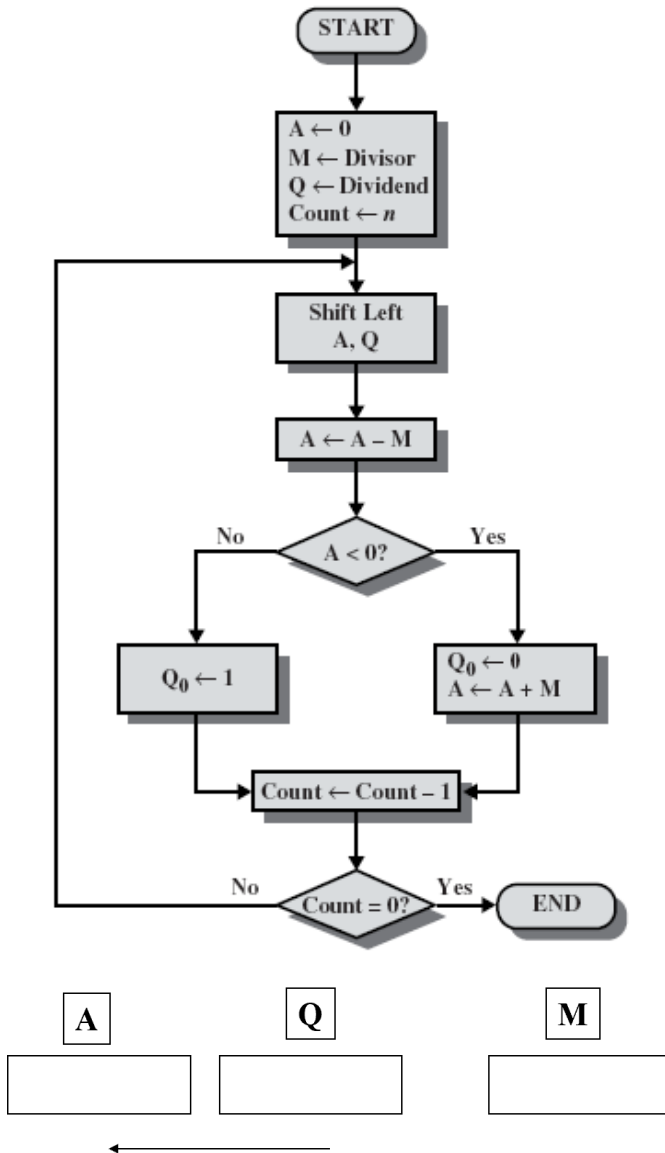 START
A ← 0
M ← Divisor
Q ← Dividend
Count ← n
Shift Left
A, Q
A ← A – M
No
Yes
A < 0?
Q₀ ← 1
Q₀ ← 0
A ← A + M
Count ← Count – 1
No
Yes
Count = 0?
END
A
Q
M